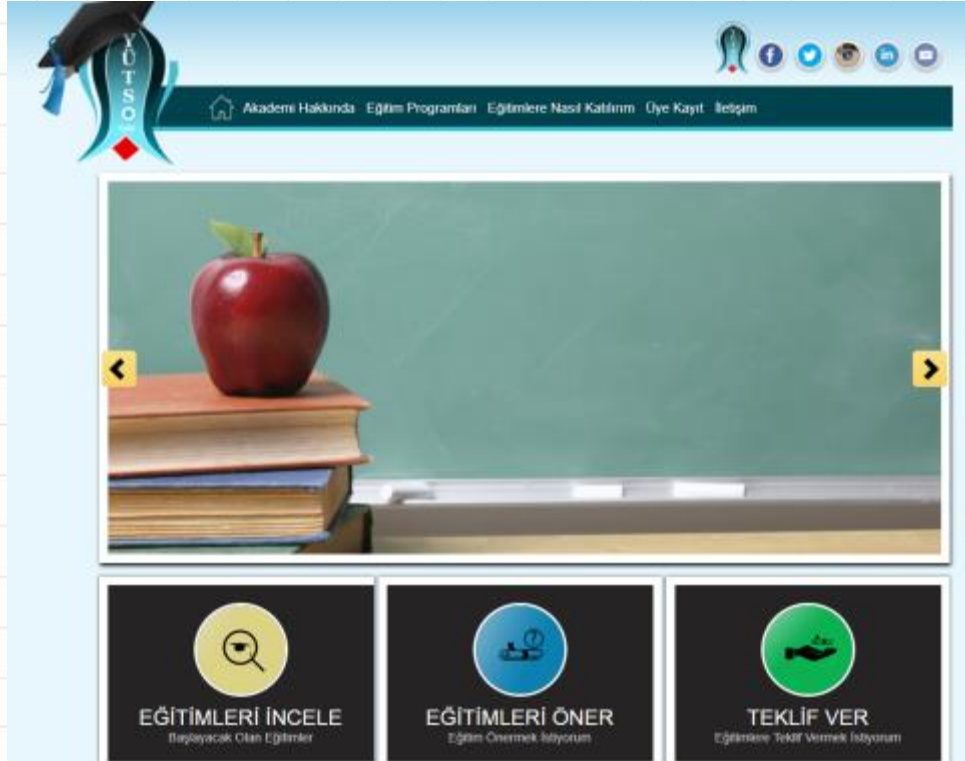 YÜTSO
Akademi Hakkında Eğitim Programları Eğitimlere Nasıl Katılırım Üye Kayıt İletişim
EĞİTİMLERİ İNCELE
Başlayacak Olan Eğitimler
EĞİTİMLERİ ÖNER
Eğitim Önermek İstiyorum
TEKLİF VER
Eğitimlere Teklif Vermek İstiyorum